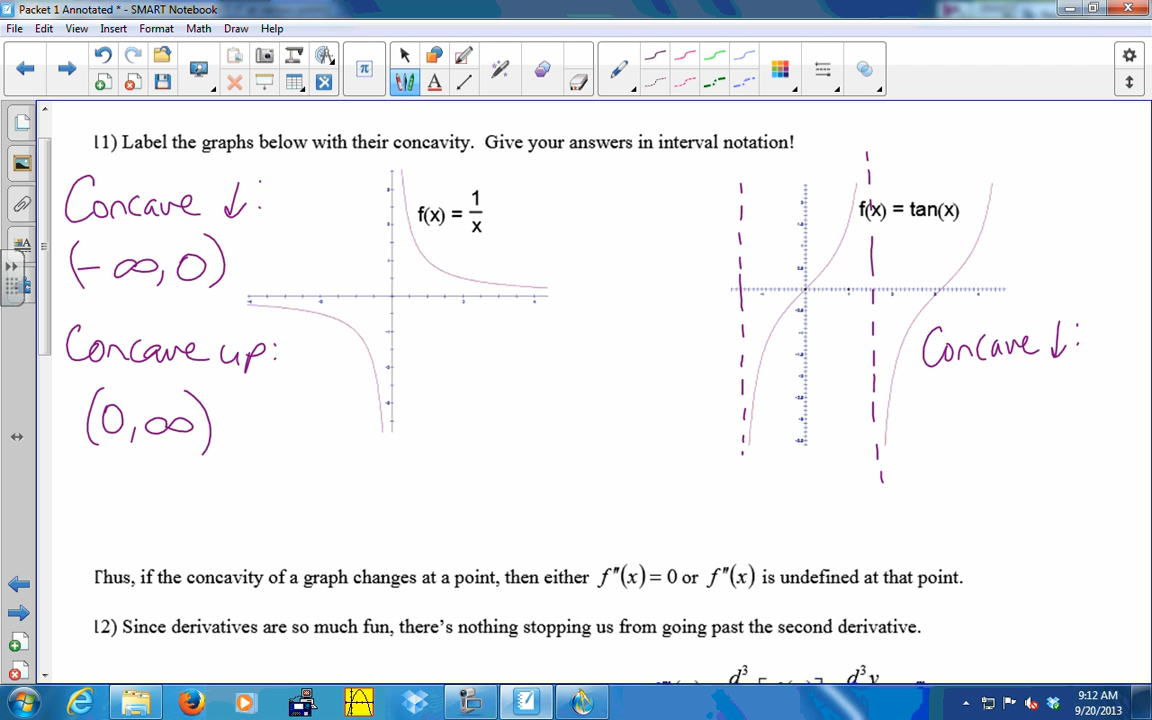 Packet 1 Annotated * - SMART Notebook
File Edit View Insert Format Math Draw Help
11) Label the graphs below with their concavity. Give your answers in interval notation!
Concave ↓:
(-∞, 0)
Concave up:
(0, ∞)
f(x) = 1/x
f(x) = tan(x)
Concave ↓:
Thus, if the concavity of a graph changes at a point, then either f″(x) = 0 or f″(x) is undefined at that point.
12) Since derivatives are so much fun, there's nothing stopping us from going past the second derivative.
9:12 AM
9/20/2013